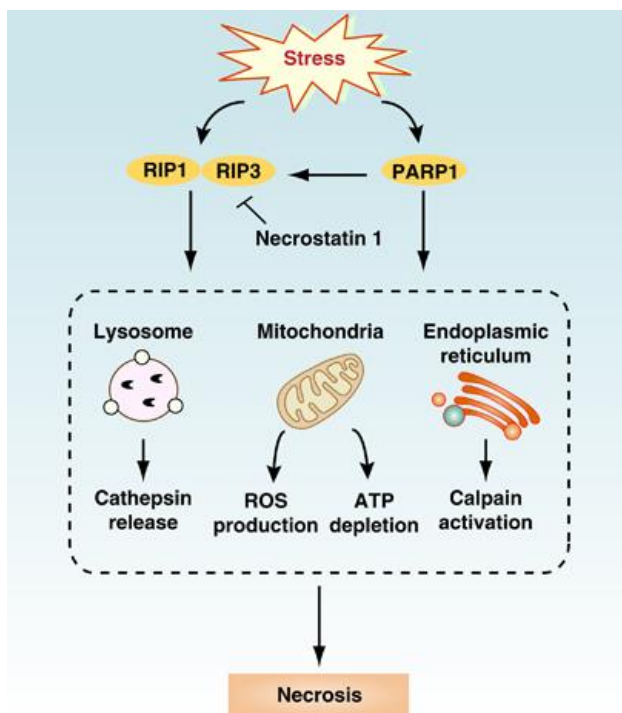 Stress
RIP1 RIP3 PARP1
Necrostatin 1
Lysosome Mitochondria Endoplasmic
reticulum
Cathepsin
release
ROS
production
ATP
depletion
Calpain
activation
Necrosis